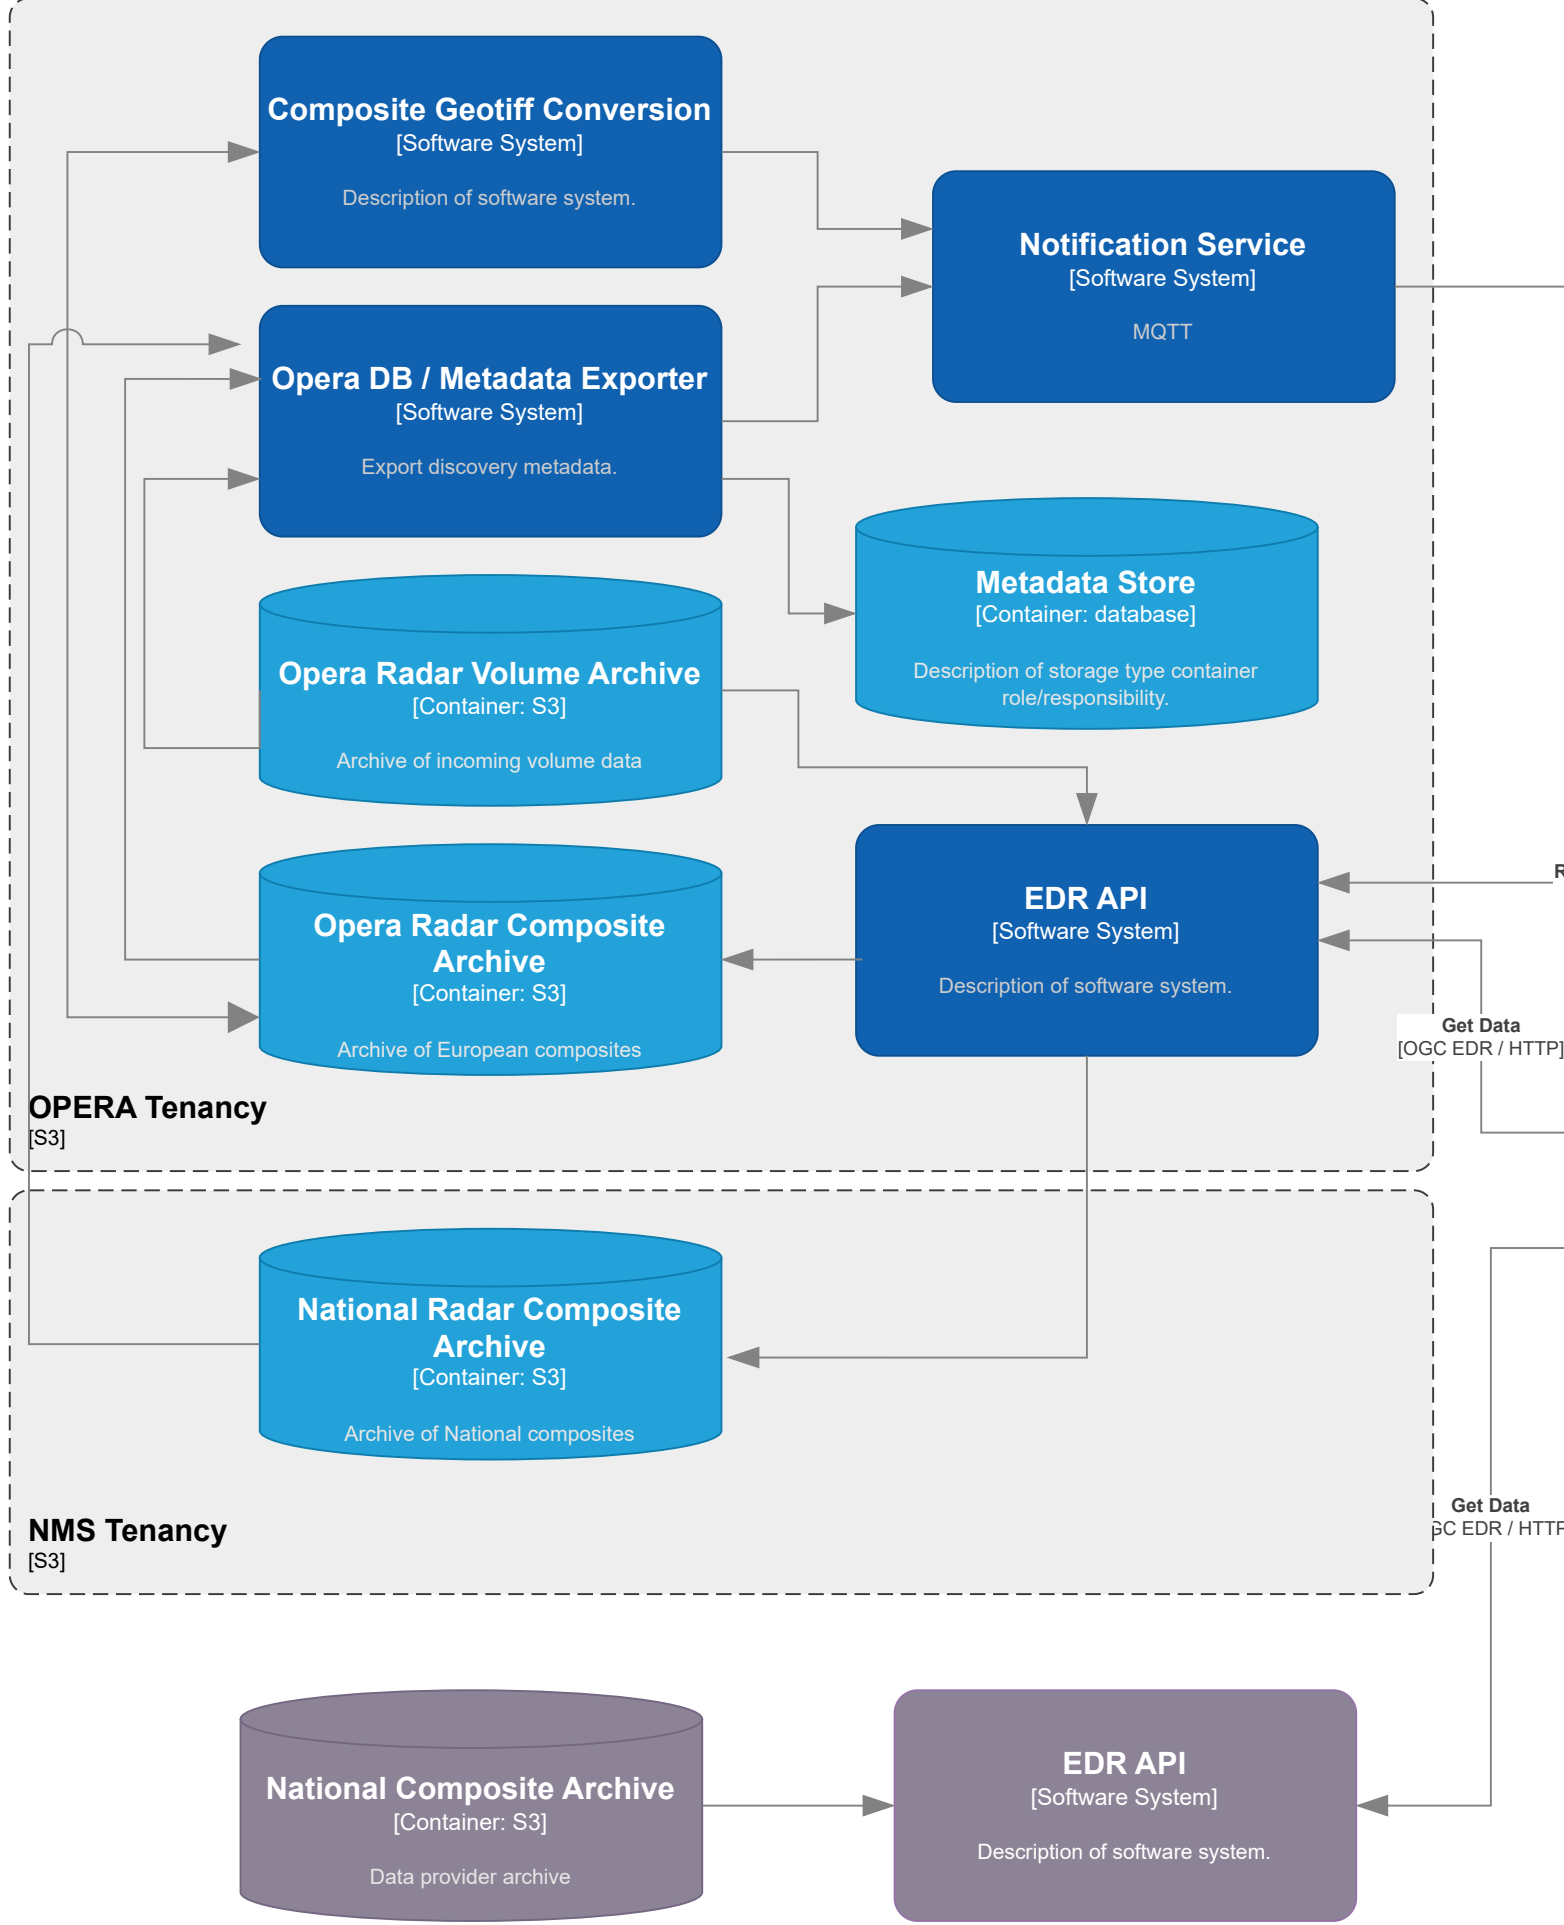 Composite Geotiff Conversion
[Software System]
Description of software system.
Notification Service
[Software System]
MQTT
Opera DB / Metadata Exporter
[Software System]
Export discovery metadata.
Metadata Store
[Container: database]
Description of storage type container
role/responsibility.
Opera Radar Volume Archive
[Container: S3]
Archive of incoming volume data
EDR API
[Software System]
Description of software system.
R
Opera Radar Composite
Archive
[Container: S3]
Archive of European composites
Get Data
[OGC EDR / HTTP]
OPERA Tenancy
[S3]
National Radar Composite
Archive
[Container: S3]
Archive of National composites
Get Data
GC EDR / HTTP
NMS Tenancy
[S3]
National Composite Archive
[Container: S3]
Data provider archive
EDR API
[Software System]
Description of software system.